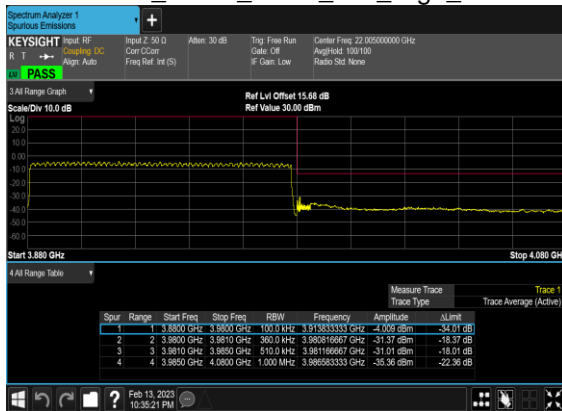 Spectrum Analyzer 1
Spurious Emissions
+
KEYSIGHT Input: RF Input Z: 50 Ω Atten: 30 dB Trig: Free Run Center Freq: 22.005000000 GHz
R T Coupling: DC Corr CCorr Gate: Off Avg|Hold: 100/100
Align: Auto Freq Ref: Int (S) IF Gain: Low Radio Std: None
PASS
3 All Range Graph
Ref Lvl Offset 15.68 dB
Scale/Div 10.0 dB Ref Value 30.00 dBm
Log
20.0
10.0
0.00
-10.0
-20.0
-30.0
-40.0
-50.0
-60.0
Start 3.880 GHz Stop 4.080 GH
4 All Range Table
Measure Trace Trace 1
Trace Type Trace Average (Active)
Spur Range Start Freq Stop Freq RBW Frequency Amplitude ΔLimit
1 1 3.8800 GHz 3.9800 GHz 100.0 kHz 3.913833333 GHz -4.009 dBm -34.01 dB
2 2 3.9800 GHz 3.9810 GHz 360.0 kHz 3.980816667 GHz -31.37 dBm -18.37 dB
3 3 3.9810 GHz 3.9850 GHz 510.0 kHz 3.981166667 GHz -31.01 dBm -18.01 dB
4 4 3.9850 GHz 4.0800 GHz 1.000 MHz 3.986583333 GHz -35.36 dBm -22.36 dB
? Feb 13, 2023
10:35:21 PM